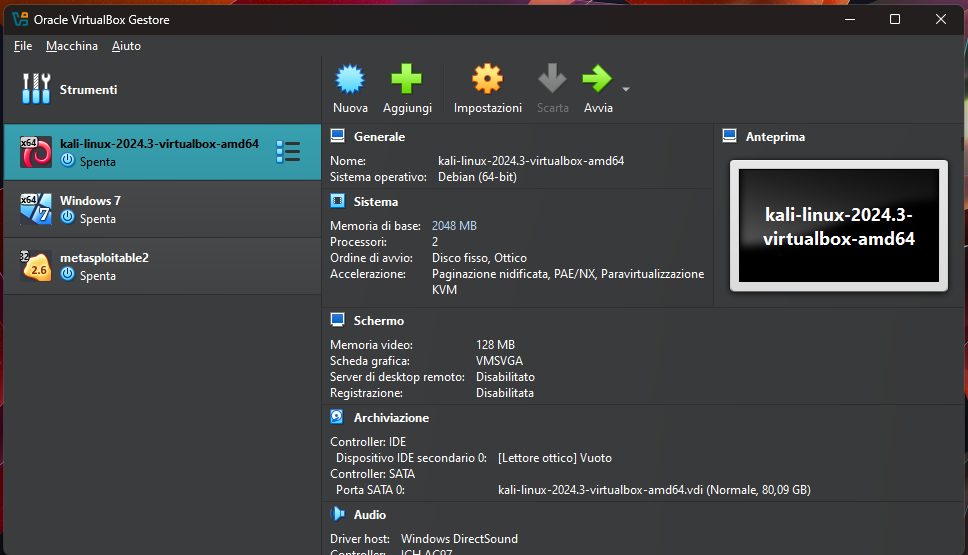 Oracle VirtualBox Gestore
File Macchina Aiuto
Strumenti
x64
kali-linux-2024.3-virtualbox-amd64
Spenta
x64
7
Windows 7
Spenta
32
2.6
metasploitable2
Spenta
Nuova Aggiungi Impostazioni Scarta Avvia
Generale
Nome: kali-linux-2024.3-virtualbox-amd64
Sistema operativo: Debian (64-bit)
Sistema
Memoria di base: 2048 MB
Processori: 2
Ordine di avvio: Disco fisso, Ottico
Accelerazione: Paginazione nidificata, PAE/NX, Paravirtualizzazione
KVM
Anteprima
kali-linux-2024.3-
virtualbox-amd64
Schermo
Memoria video: 128 MB
Scheda grafica: VMSVGA
Server di desktop remoto: Disabilitato
Registrazione: Disabilitata
Archiviazione
Controller: IDE
Dispositivo IDE secondario 0: [Lettore ottico] Vuoto
Controller: SATA
Porta SATA 0: kali-linux-2024.3-virtualbox-amd64.vdi (Normale, 80,09 GB)
Audio
Driver host: Windows DirectSound
Controller: ICH AC97